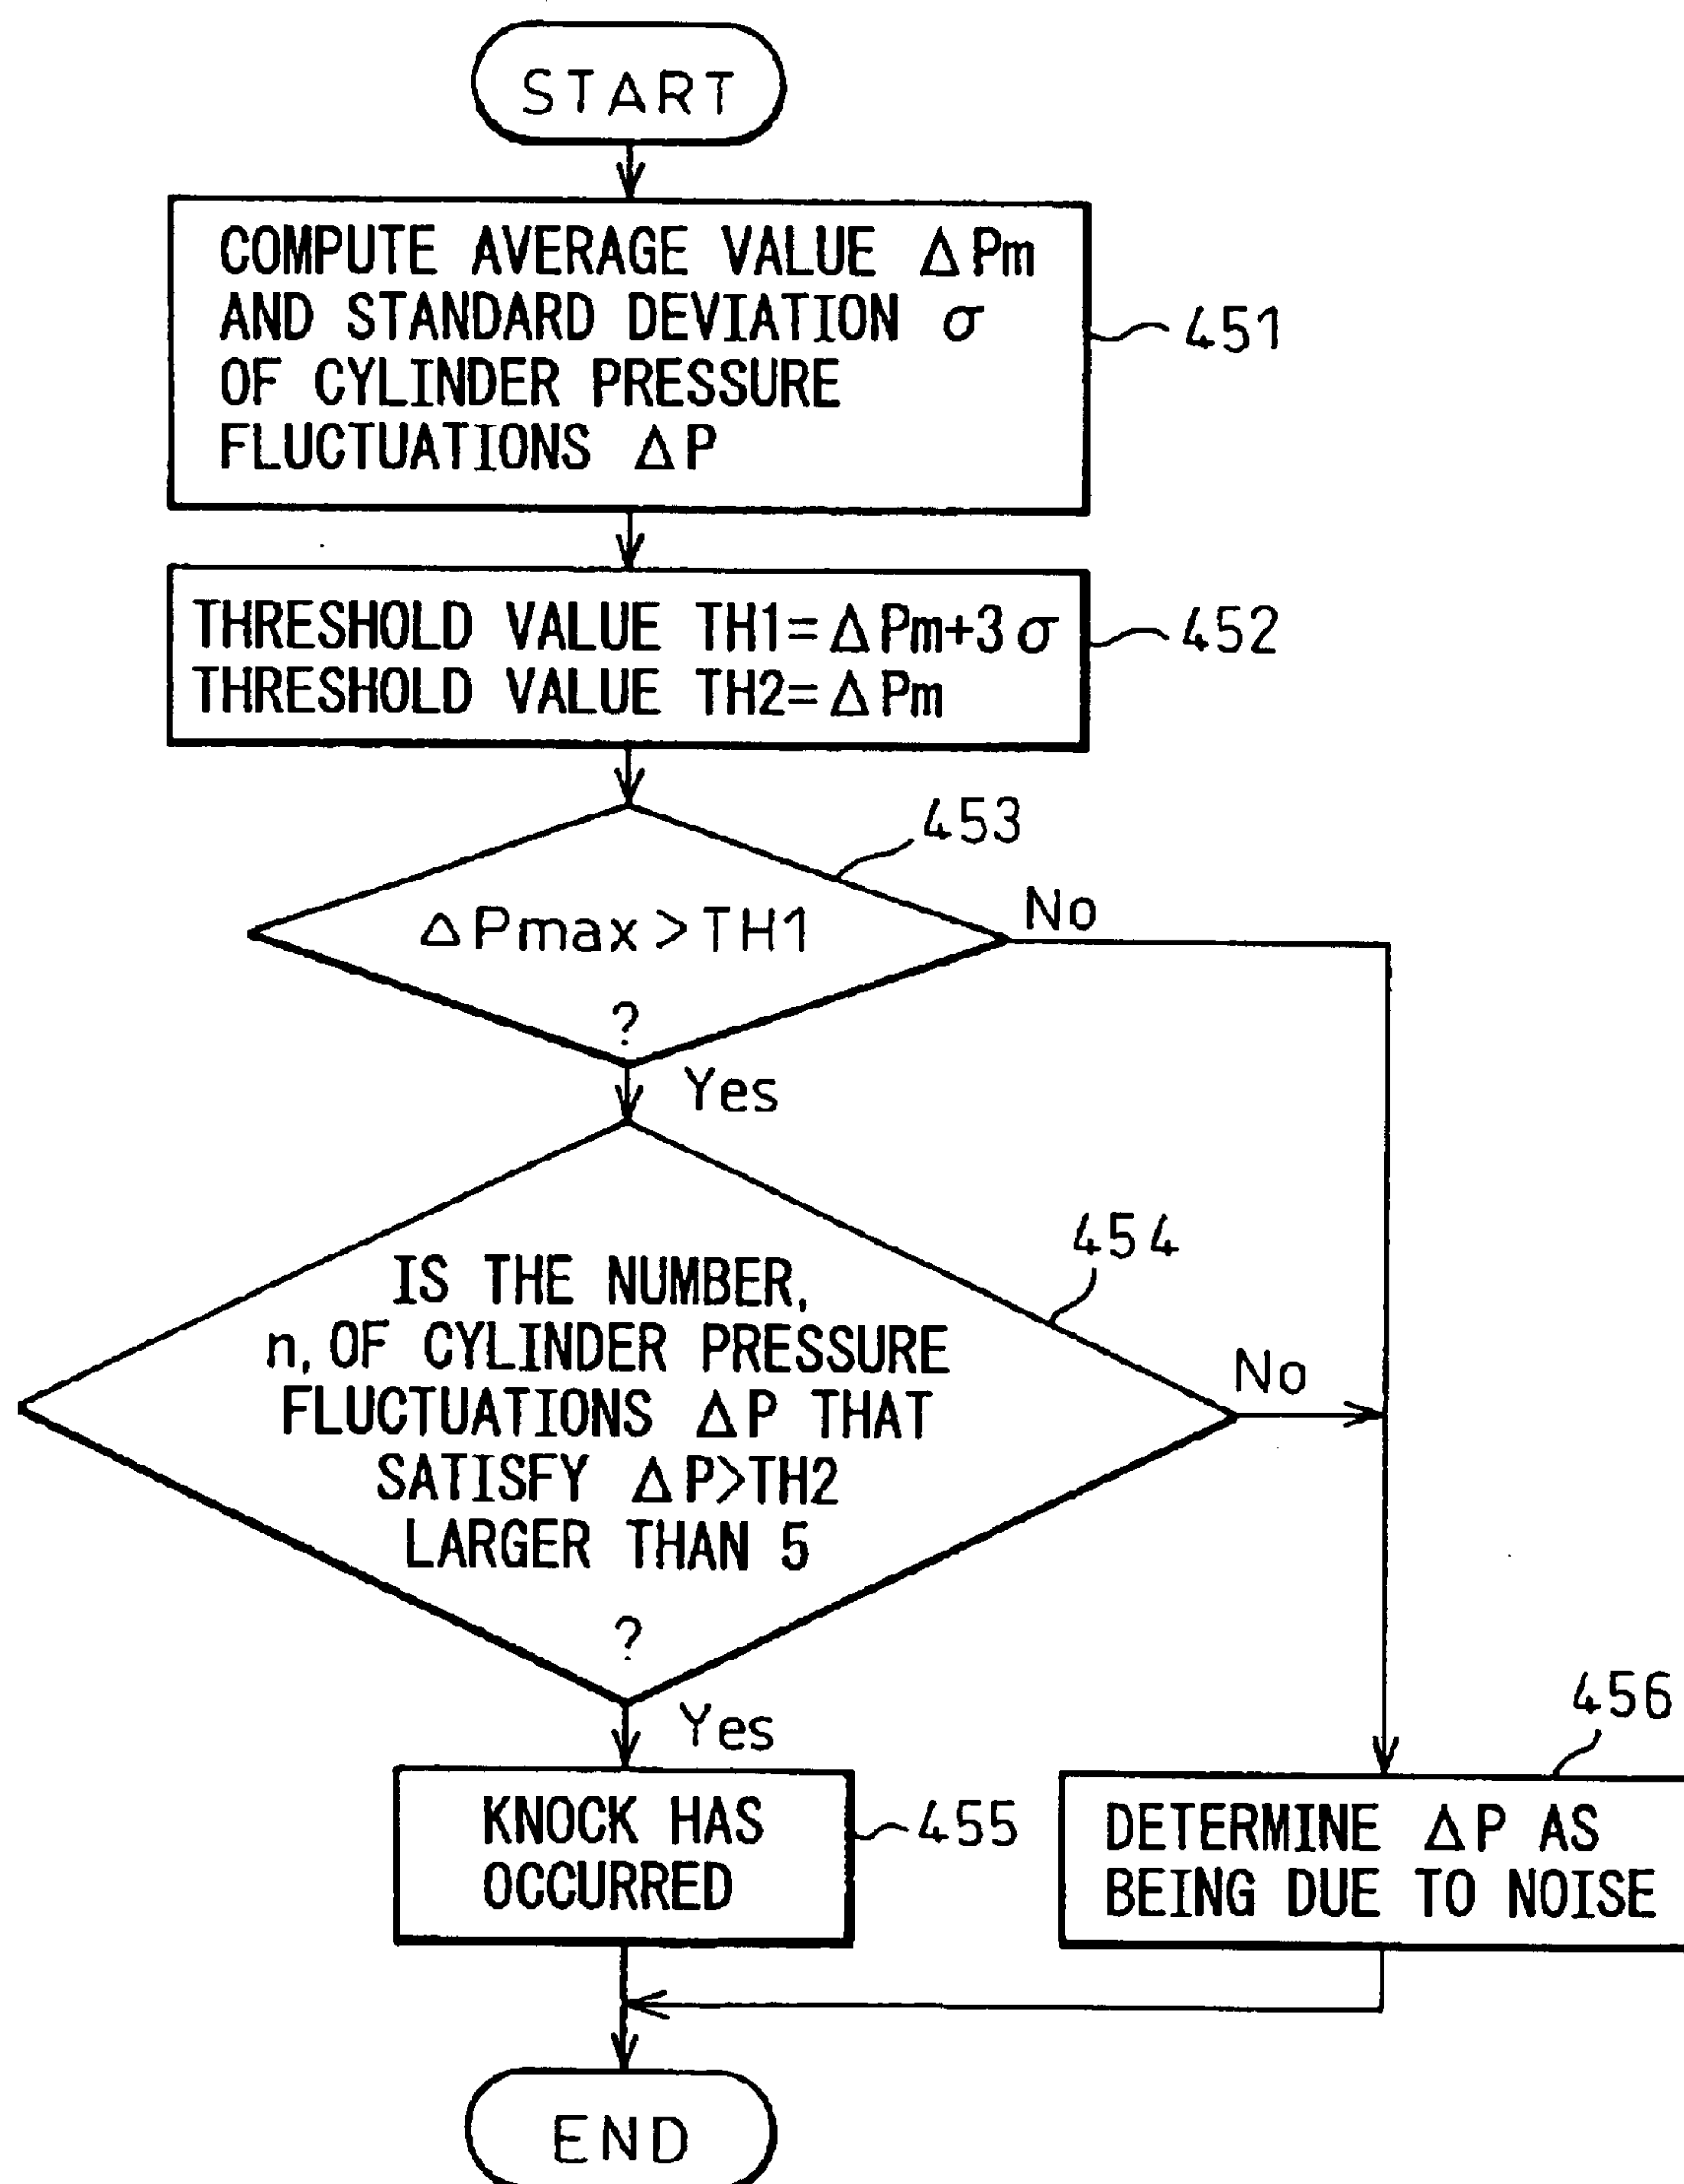 START
COMPUTE AVERAGE VALUE ΔPm
AND STANDARD DEVIATION σ
OF CYLINDER PRESSURE
FLUCTUATIONS ΔP
451
THRESHOLD VALUE TH1=ΔPm+3σ
THRESHOLD VALUE TH2=ΔPm
452
453
ΔPmax>TH1
?
No
Yes
454
IS THE NUMBER,
n, OF CYLINDER PRESSURE
FLUCTUATIONS ΔP THAT
SATISFY ΔP>TH2
LARGER THAN 5
?
No
Yes
KNOCK HAS
OCCURRED
455
456
DETERMINE ΔP AS
BEING DUE TO NOISE
END